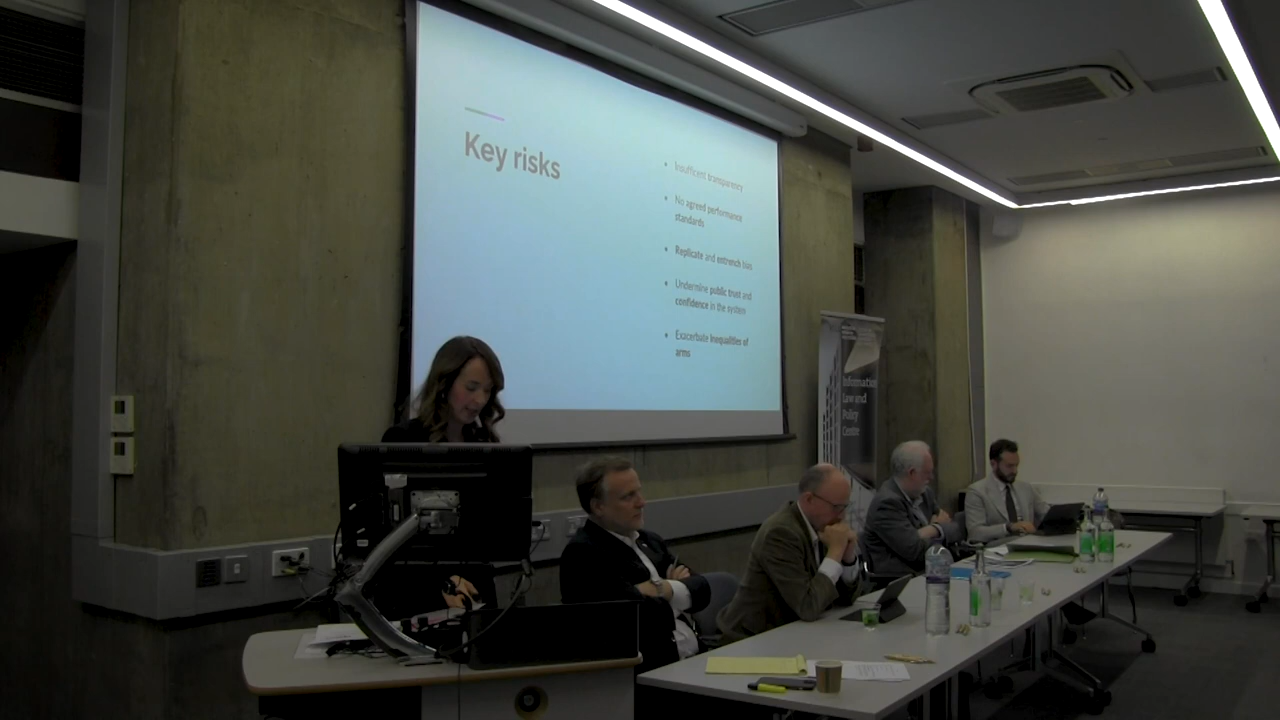 Key risks
Insufficient transparency
No agreed performance
standards
Replicate and entrench bias
Undermine public trust and
confidence in the system
Exacerbate inequalities of
arms
Information
Law and
Policy
Centre